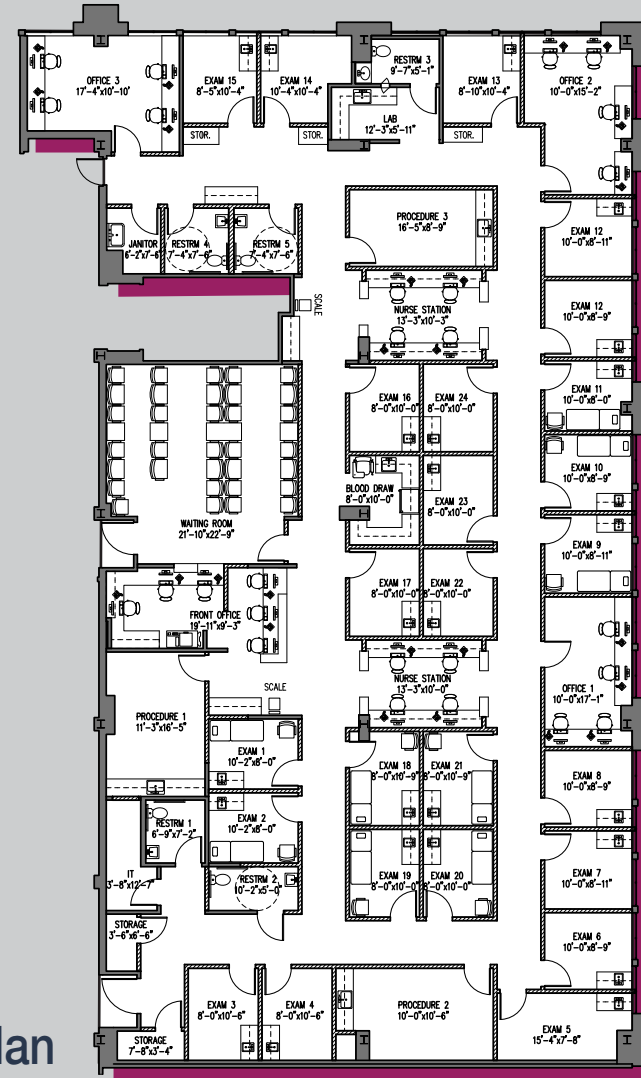 OFFICE 3
17'-4"x10'-10'
EXAM 15
8'-5"x10'-4"
EXAM 14
10'-4"x10'-4"
RESTRM 3
9'-7"x5'-1"
EXAM 13
8'-10"x10'-4"
OFFICE 2
10'-0"x15'-2"
LAB
12'-3"x5'-11"
STOR.
STOR.
STOR.
JANITOR
6'-2"x7'-6"
RESTRM 4
7'-4"x7'-6"
RESTRM 5
7'-4"x7'-6"
PROCEDURE 3
16'-5"x8'-9"
EXAM 12
10'-0"x8'-11"
SCALE
NURSE STATION
13'-3"x10'-3"
EXAM 12
10'-0"x8'-9"
EXAM 11
10'-0"x8'-0"
EXAM 16
8'-0"x10'-0"
EXAM 24
8'-0"x10'-0"
EXAM 10
10'-0"x8'-9"
BLOOD DRAW
8'-0"x10'-0"
EXAM 23
8'-0"x10'-0"
WAITING ROOM
21'-10"x22'-9"
EXAM 9
10'-0"x8'-11"
EXAM 17
8'-0"x10'-0"
EXAM 22
8'-0"x10'-0"
FRONT OFFICE
19'-11"x9'-3"
NURSE STATION
13'-3"x10'-0"
OFFICE 1
10'-0"x17'-1"
SCALE
PROCEDURE 1
11'-3"x16'-5"
EXAM 1
10'-2"x8'-0"
EXAM 18
8'-0"x10'-9"
EXAM 21
8'-0"x10'-9"
EXAM 8
10'-0"x8'-9"
EXAM 2
10'-2"x8'-0"
RESTRM 1
6'-9"x7'-2"
IT
3'-8"x12'-7"
RESTRM 2
10'-2"x5'-0"
EXAM 19
8'-0"x10'-0"
EXAM 20
8'-0"x10'-0"
EXAM 7
10'-0"x8'-11"
STORAGE
3'-6"x6'-6"
EXAM 6
10'-0"x8'-9"
EXAM 3
8'-0"x10'-6"
EXAM 4
8'-0"x10'-6"
PROCEDURE 2
10'-0"x10'-6"
EXAM 5
15'-4"x7'-8"
STORAGE
7'-8"x3'-4"
lan